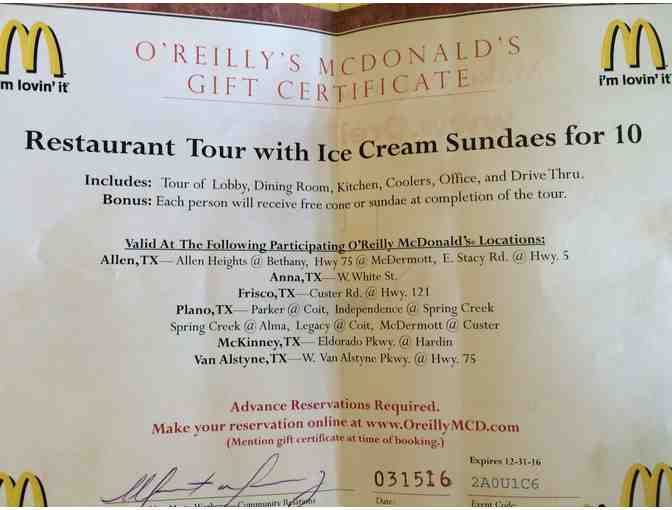 O'REILLY'S MCDONALD'S
GIFT CERTIFICATE
m lovin' it
i'm lovin' it
Restaurant Tour with Ice Cream Sundaes for 10
Includes: Tour of Lobby, Dining Room, Kitchen, Coolers, Office, and Drive Thru.
Bonus: Each person will receive free cone or sundae at completion of the tour.
Valid At The Following Participating O'Reilly McDonald's® Locations:
Allen,TX—Allen Heights @ Bethany, Hwy 75 @ McDermott, E. Stacy Rd. @ Hwy. 5
Anna,TX—W. White St.
Frisco,TX—Custer Rd. @ Hwy. 121
Plano,TX— Parker @ Coit, Independence @ Spring Creek
Spring Creek @ Alma, Legacy @ Coit, McDermott @ Custer
McKinney,TX— Eldorado Pkwy. @ Hardin
Van Alstyne,TX—W. Van Alstyne Pkwy. @ Hwy. 75
Advance Reservations Required.
Make your reservation online at www.OreillyMCD.com
(Mention gift certificate at time of booking.)
Expires 12-31-16
031516
2A0U1C6
Community Relations
Date:
Event Code: